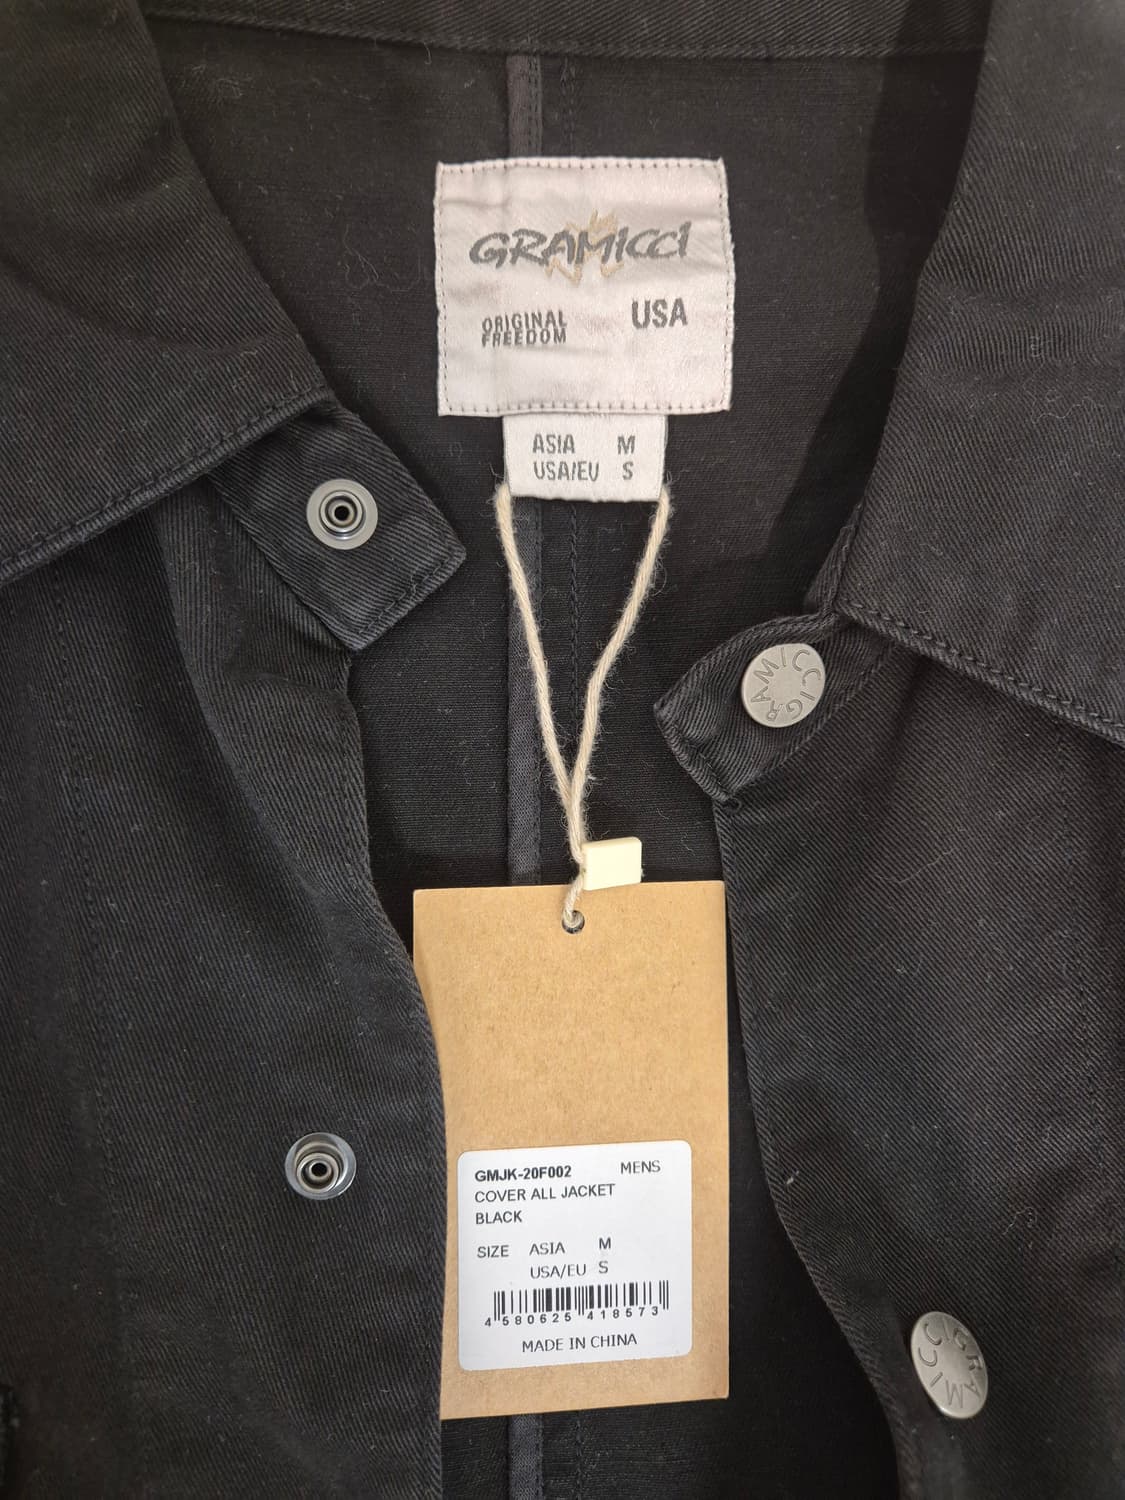 GRAMICCI
ORIGINAL FREEDOM
USA
ASIA M
USA/EU S
GRAMICCI
GMJK-20F002 MENS
COVER ALL JACKET
BLACK
SIZE ASIA M
USA/EU S
4 580625 418573
MADE IN CHINA
GRAMICCI